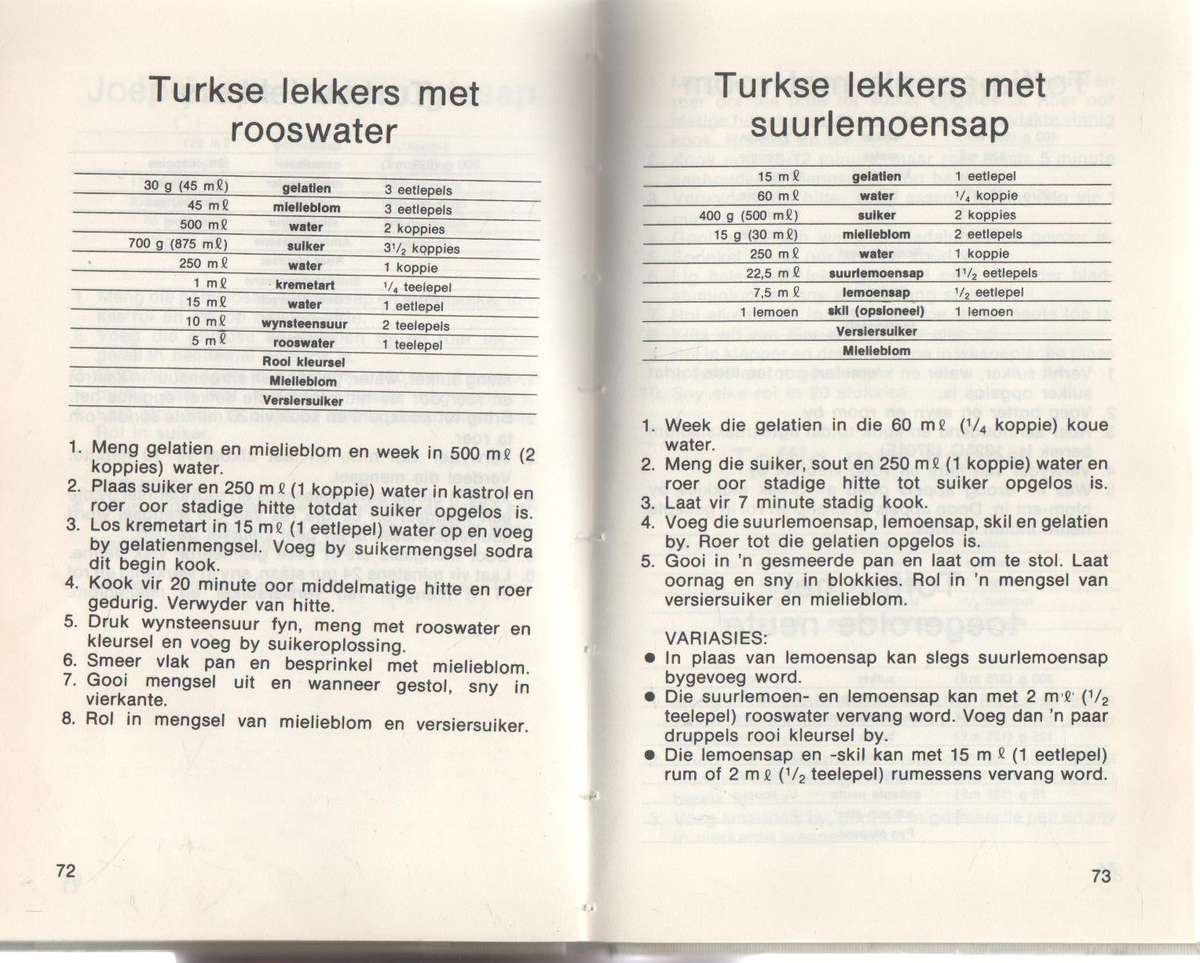 Turkse lekkers met
rooswater
30 g (45 mℓ) gelatien 3 eetlepels
45 mℓ mielieblom 3 eetlepels
500 mℓ water 2 koppies
700 g (875 mℓ) suiker 3½ koppies
250 mℓ water 1 koppie
1 mℓ kremetart ¼ teelepel
15 mℓ water 1 eetlepel
10 mℓ wynsteensuur 2 teelepels
5 mℓ rooswater 1 teelepel
Rooi kleursel
Mielieblom
Versiersuiker
1. Meng gelatien en mielieblom en week in 500 mℓ (2
koppies) water.
2. Plaas suiker en 250 mℓ (1 koppie) water in kastrol en
roer oor stadige hitte totdat suiker opgelos is.
3. Los kremetart in 15 mℓ (1 eetlepel) water op en voeg
by gelatienmengsel. Voeg by suikermengsel sodra
dit begin kook.
4. Kook vir 20 minute oor middelmatige hitte en roer
gedurig. Verwyder van hitte.
5. Druk wynsteensuur fyn, meng met rooswater en
kleursel en voeg by suikeroplossing.
6. Smeer vlak pan en besprinkel met mielieblom.
7. Gooi mengsel uit en wanneer gestol, sny in
vierkante.
8. Rol in mengsel van mielieblom en versiersuiker.
72
Turkse lekkers met
suurlemoensap
15 mℓ gelatien 1 eetlepel
60 mℓ water ¼ koppie
400 g (500 mℓ) suiker 2 koppies
15 g (30 mℓ) mielieblom 2 eetlepels
250 mℓ water 1 koppie
22,5 mℓ suurlemoensap 1½ eetlepels
7,5 mℓ lemoensap ½ eetlepel
1 lemoen skil (opsioneel) 1 lemoen
Versiersuiker
Mielieblom
1. Week die gelatien in die 60 mℓ (¼ koppie) koue
water.
2. Meng die suiker, sout en 250 mℓ (1 koppie) water en
roer oor stadige hitte tot suiker opgelos is.
3. Laat vir 7 minute stadig kook.
4. Voeg die suurlemoensap, lemoensap, skil en gelatien
by. Roer tot die gelatien opgelos is.
5. Gooi in 'n gesmeerde pan en laat om te stol. Laat
oornag en sny in blokkies. Rol in 'n mengsel van
versiersuiker en mielieblom.
VARIASIES:
● In plaas van lemoensap kan slegs suurlemoensap
bygevoeg word.
● Die suurlemoen- en lemoensap kan met 2 mℓ (½
teelepel) rooswater vervang word. Voeg dan 'n paar
druppels rooi kleursel by.
● Die lemoensap en -skil kan met 15 mℓ (1 eetlepel)
rum of 2 mℓ (½ teelepel) rumessens vervang word.
73